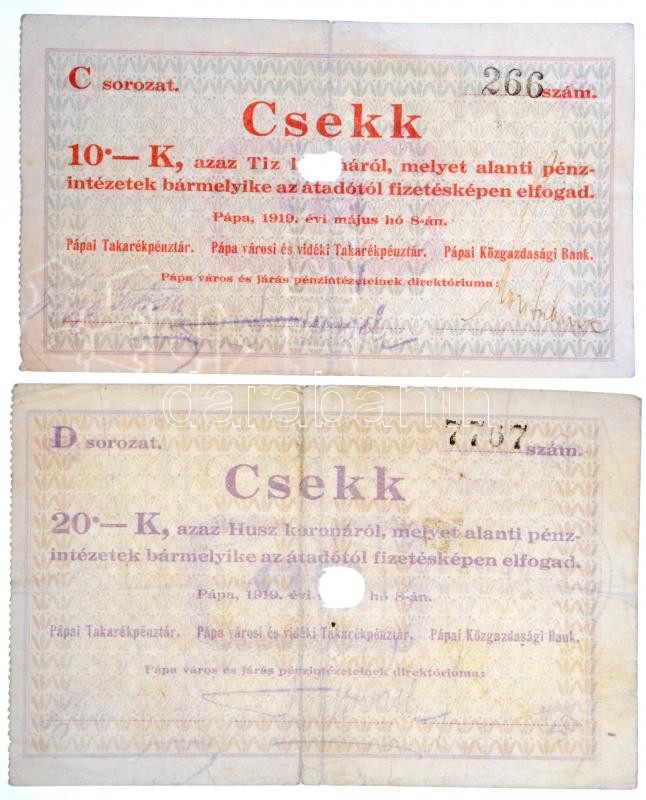 C sorozat. 266 szám.
Csekk
10·— K, azaz Tiz k náról, melyet alanti pénz-
intézetek bármelyike az átadótól fizetésképen elfogad.
Pápa, 1919. évi május hó 8-án.
Pápai Takarékpénztár. Pápa városi és vidéki Takarékpéuztár. Pápai Közgazdasági Bank.
Pápa város és járás pénzintézeteinek direktóriuma:
darabanth
D sorozat. 7757 szám.
Csekk
20·— K, azaz Husz koronáról, melyet alanti pénz-
intézetek bármelyike az átadótól fizetésképen elfogad.
Pápa, 1919. évi hó 8-án.
Pápai Takarékpénztár. Pápa városi és vidéki Takarékpénztár. Pápai Közgazdasági Bank.
Pápa város és járás pénzintézeteinek direktóriuma: